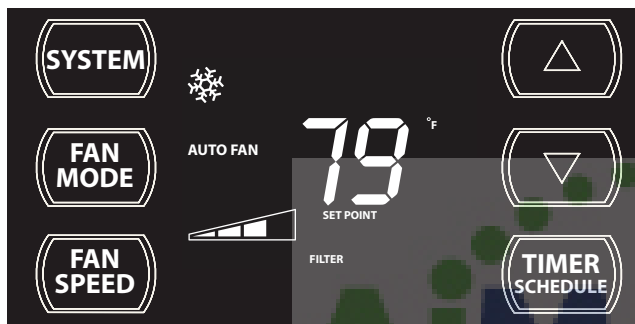 SYSTEM
FAN
MODE
FAN
SPEED
AUTO FAN
79
°F
SET POINT
FILTER
TIMER
SCHEDULE